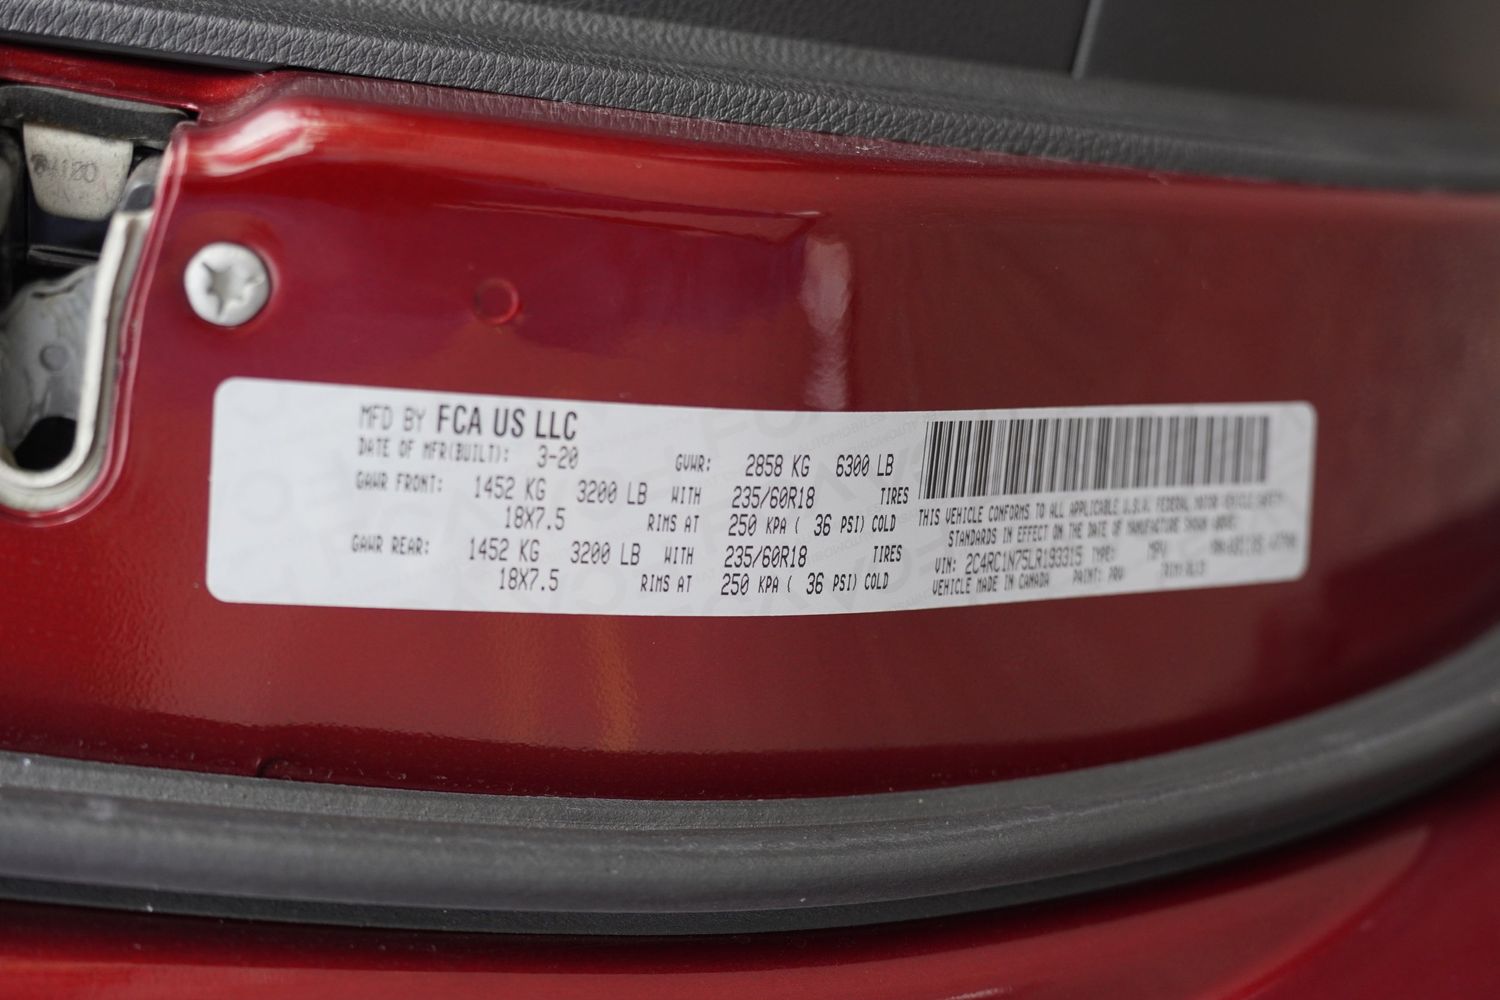 MFD BY FCA US LLC
DATE OF MFR(BUILT): 3-20 GVWR: 2858 KG 6300 LB
GAWR FRONT: 1452 KG 3200 LB WITH 235/60R18 TIRES
18X7.5 RIMS AT 250 KPA ( 36 PSI) COLD
GAWR REAR: 1452 KG 3200 LB WITH 235/60R18 TIRES
18X7.5 RIMS AT 250 KPA ( 36 PSI) COLD
THIS VEHICLE CONFORMS TO ALL APPLICABLE U.S.A. FEDERAL MOTOR VEHICLE SAFETY
STANDARDS IN EFFECT ON THE DATE OF MANUFACTURE SHOWN ABOVE.
VIN: 2C4RC1N75LR193315 TYPE: MPV
VEHICLE MADE IN CANADA PAINT: PRV